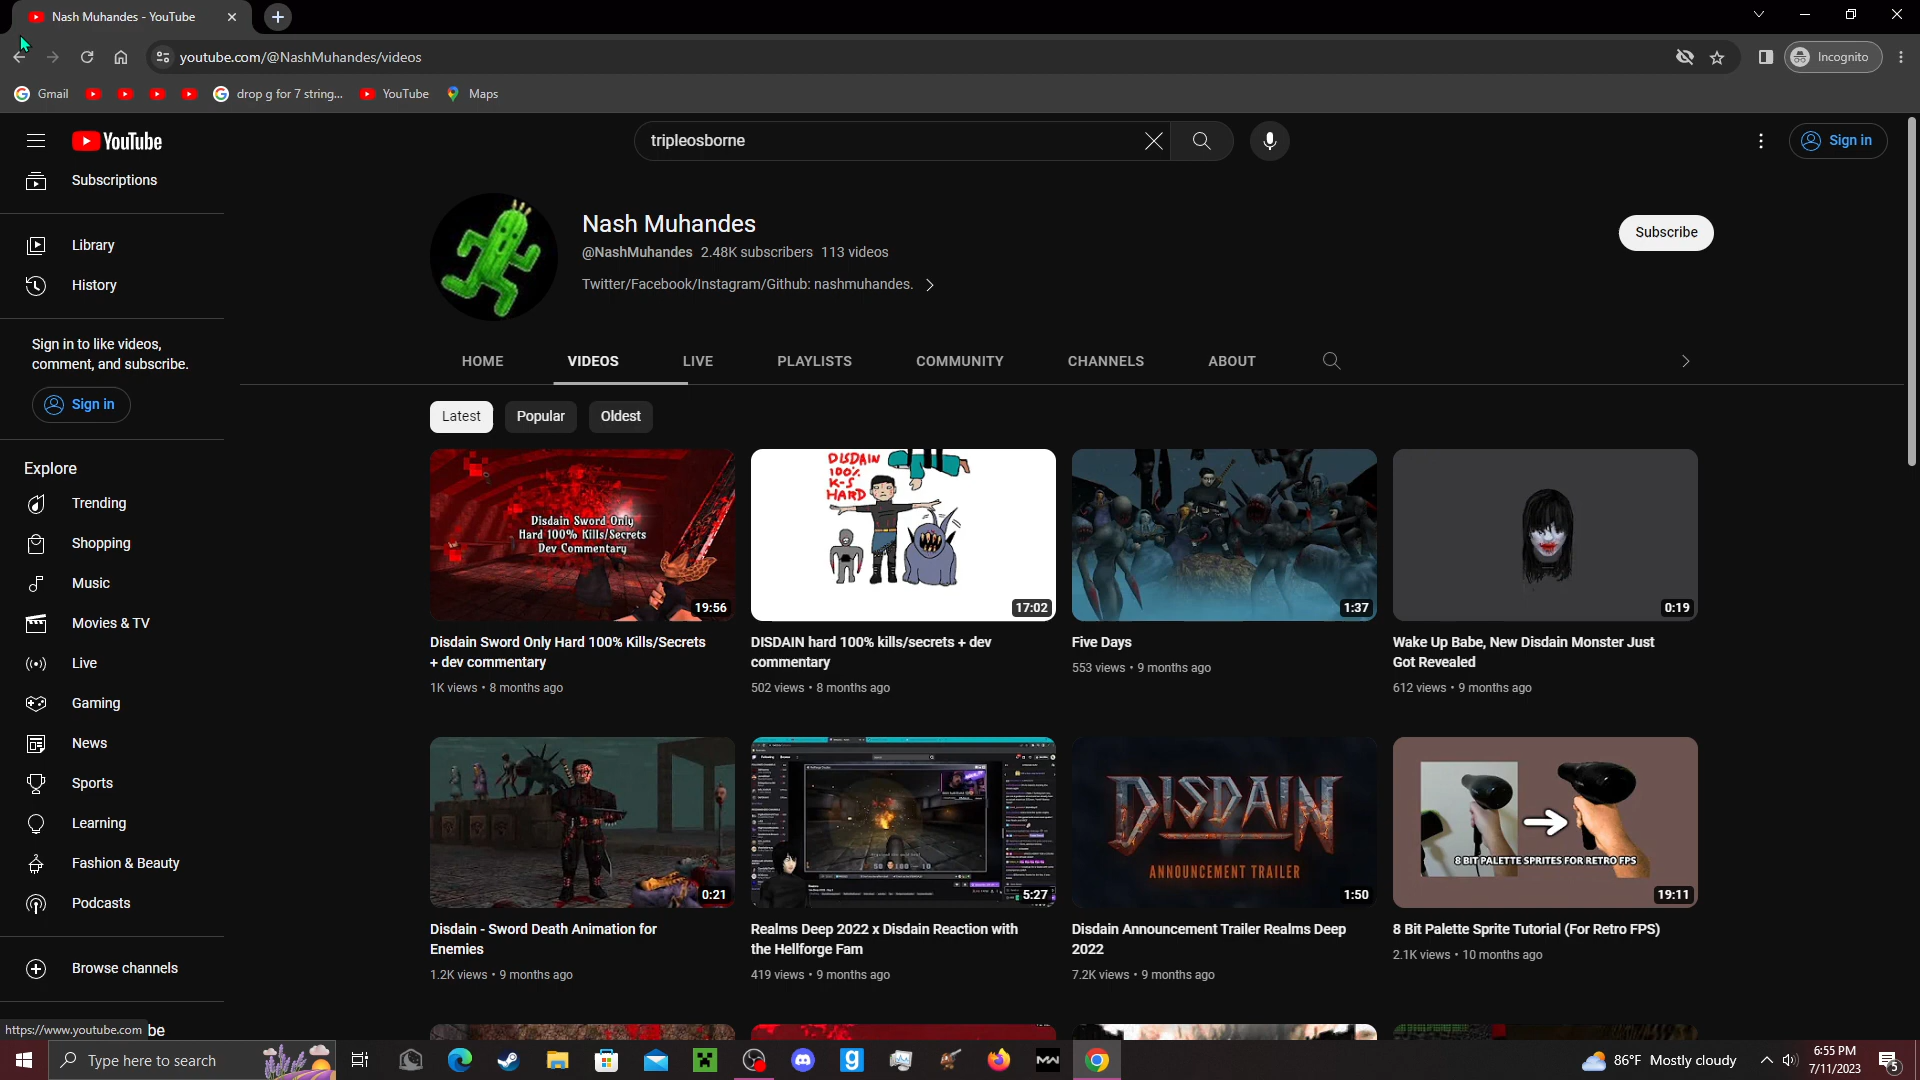 Nash Muhandes - YouTube
youtube.com/@NashMuhandes/videos
Incognito
Gmail
drop g for 7 string...
YouTube
Maps
YouTube
tripleosborne
Sign in
Subscriptions
Library
History
Sign in to like videos,
comment, and subscribe.
Sign in
Explore
Trending
Shopping
Music
Movies & TV
Live
Gaming
News
Sports
Learning
Fashion & Beauty
Podcasts
Browse channels
https://www.youtube.com
be
Nash Muhandes
@NashMuhandes 2.48K subscribers 113 videos
Twitter/Facebook/Instagram/Github: nashmuhandes.
Subscribe
HOME
VIDEOS
LIVE
PLAYLISTS
COMMUNITY
CHANNELS
ABOUT
Latest
Popular
Oldest
Disdain Sword Only
Hard 100% Kills/Secrets
Dev Commentary
19:56
Disdain Sword Only Hard 100% Kills/Secrets
+ dev commentary
1K views • 8 months ago
DISDAIN
100%
K-S
HARD
17:02
DISDAIN hard 100% kills/secrets + dev
commentary
502 views • 8 months ago
1:37
Five Days
553 views • 9 months ago
0:19
Wake Up Babe, New Disdain Monster Just
Got Revealed
612 views • 9 months ago
0:21
Disdain - Sword Death Animation for
Enemies
1.2K views • 9 months ago
5:27
Realms Deep 2022 x Disdain Reaction with
the Hellforge Fam
419 views • 9 months ago
DISDAIN
ANNOUNCEMENT TRAILER
1:50
Disdain Announcement Trailer Realms Deep
2022
7.2K views • 9 months ago
8 BIT PALETTE SPRITES FOR RETRO FPS
19:11
8 Bit Palette Sprite Tutorial (For Retro FPS)
2.1K views • 10 months ago
Type here to search
86°F Mostly cloudy
6:55 PM
7/11/2023
5